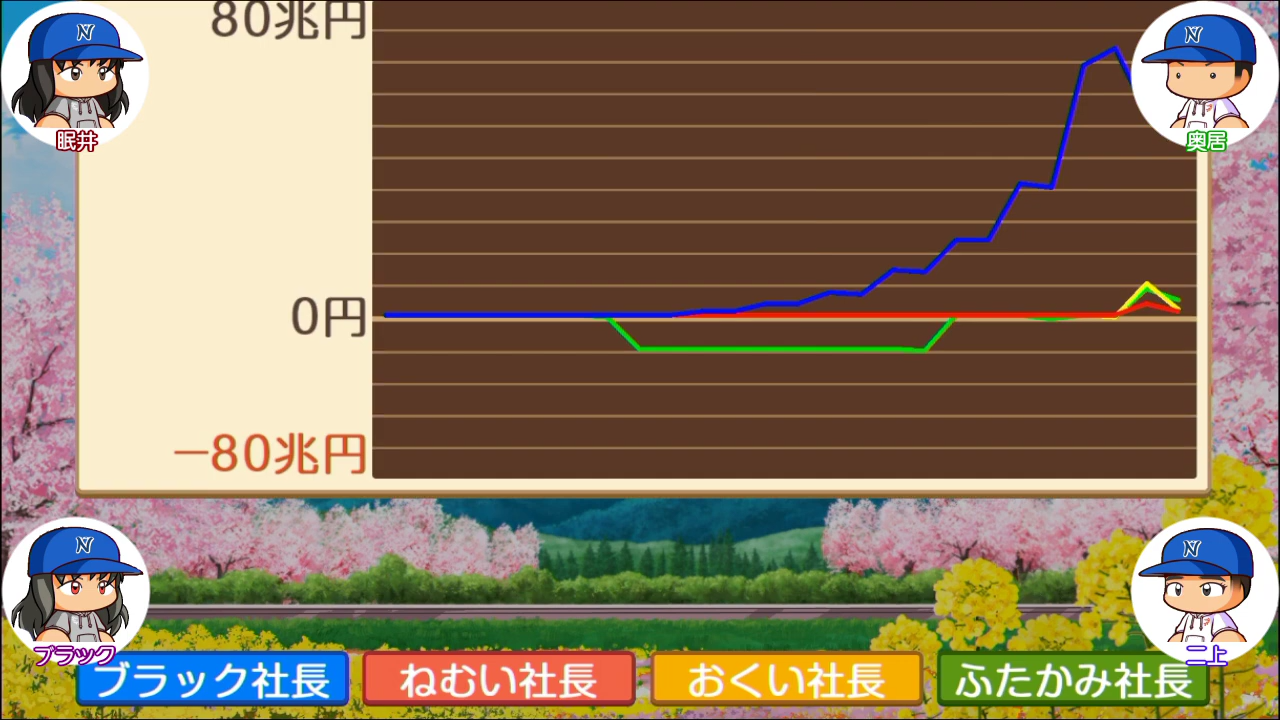 80兆円
N
N
眠井
奥居
0円
−80兆円
N
N
ブラック
二上
ブラック社長
ねむい社長
おくい社長
ふたかみ社長